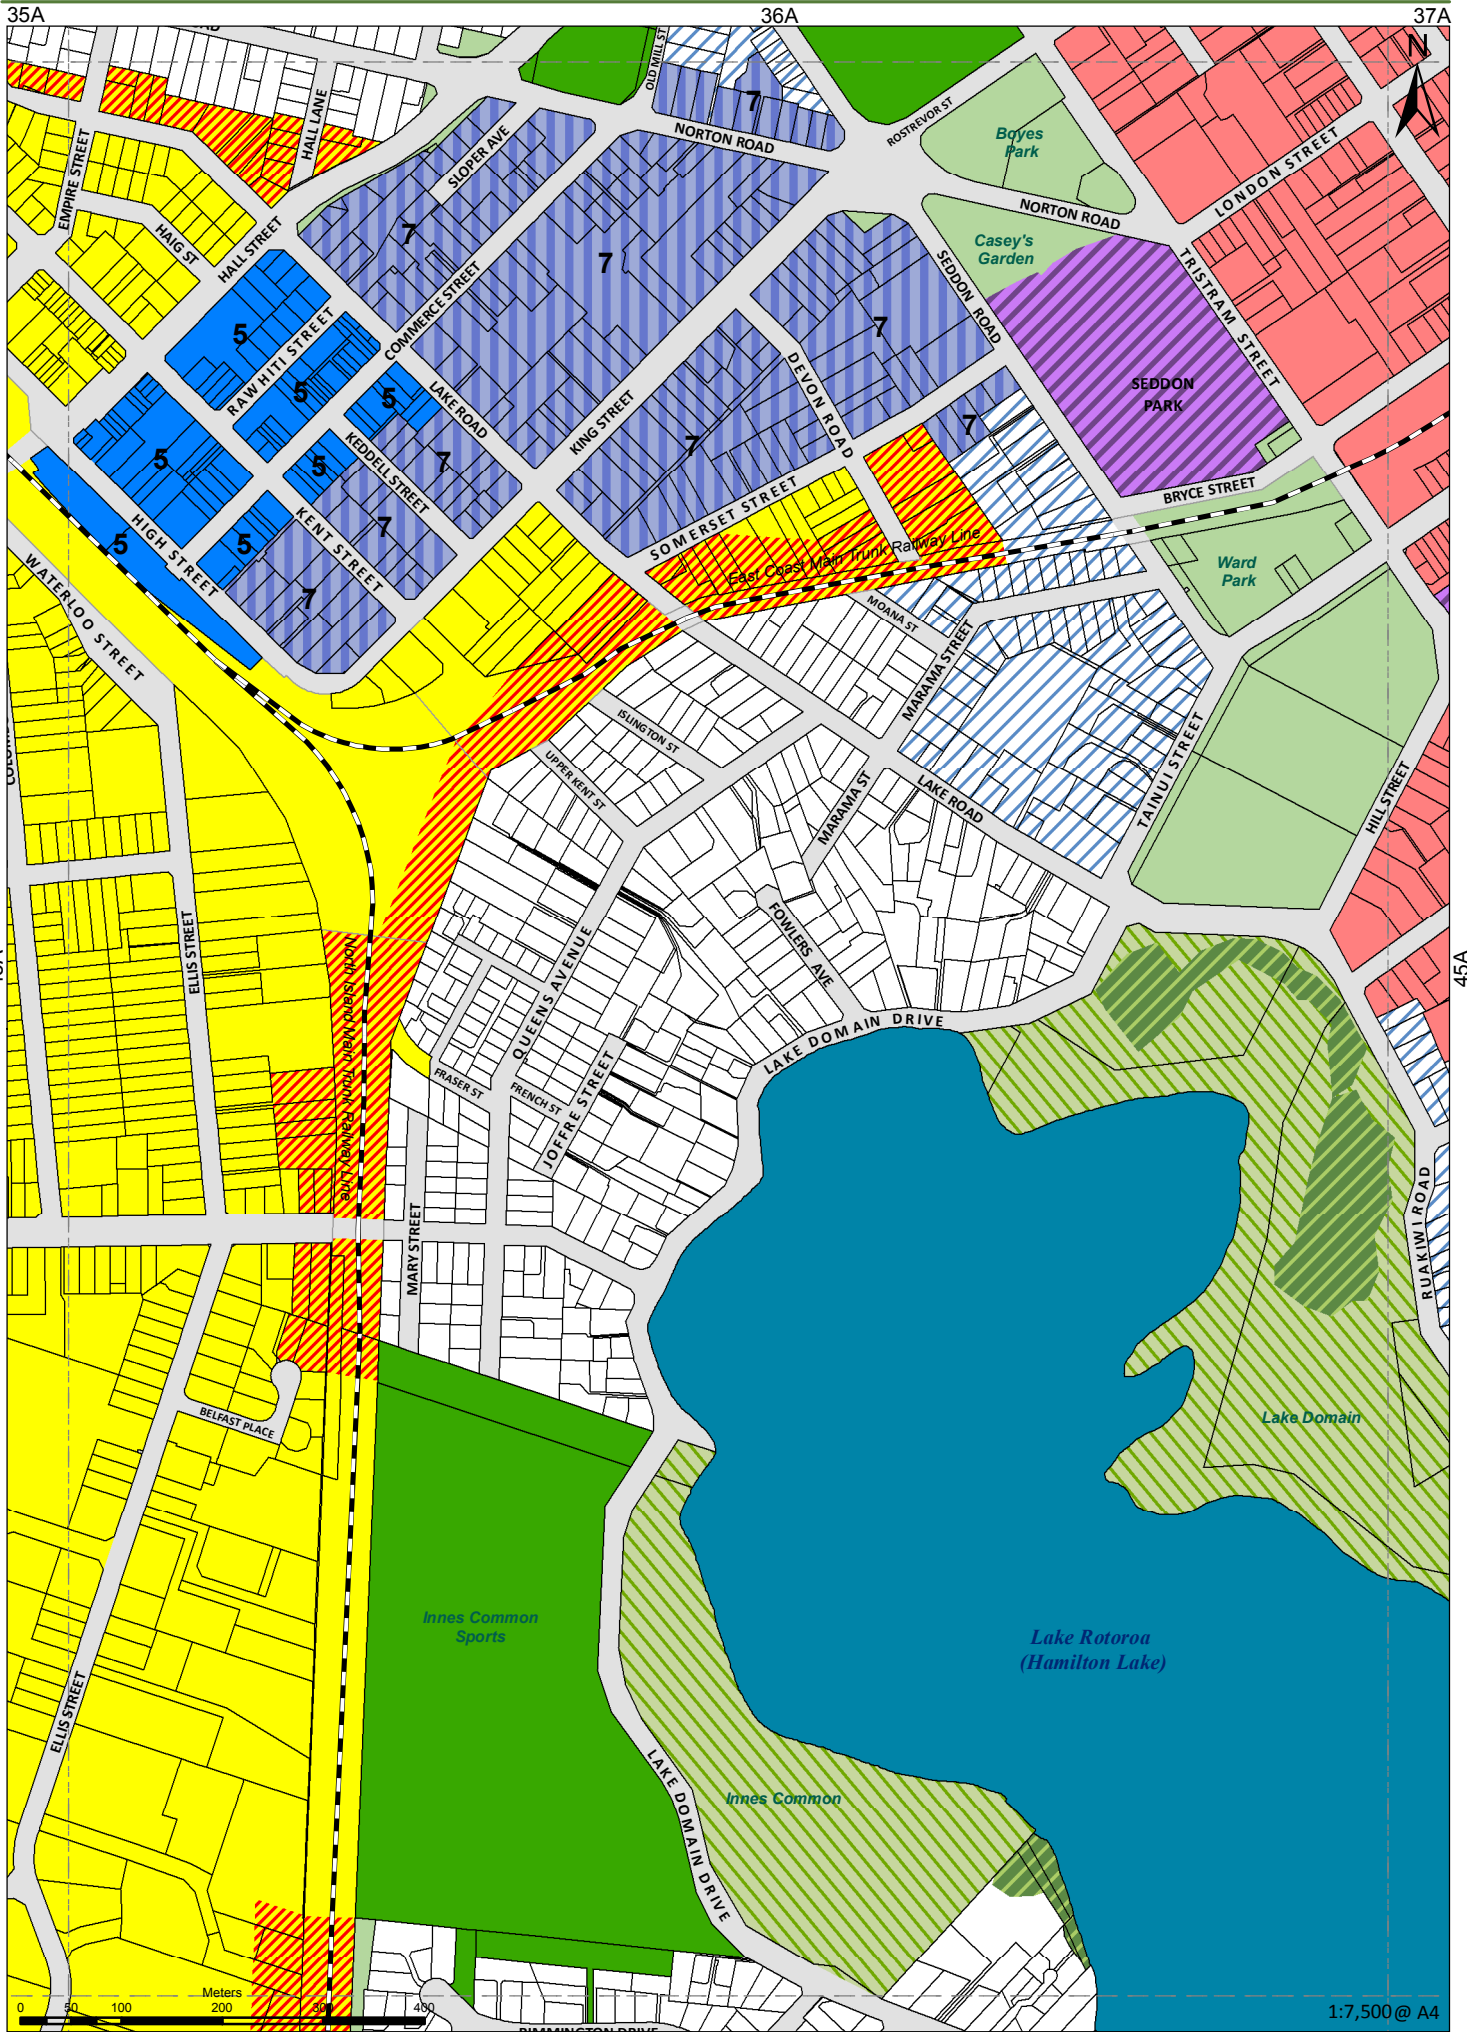 35A
36A
37A
N
OLD MILL ST
HALL LANE
7
NORTON ROAD
ROSTREVOR ST
Boyes
Park
SLOPER AVE
LONDON STREET
EMPIRE STREET
NORTON ROAD
HAIG ST
HALL STREET
7
7
Casey's
Garden
SEDDON ROAD
TRISTRAM STREET
COMMERCE STREET
5
7
RAWHITI STREET
5
5
LAKE ROAD
DEVON ROAD
SEDDON
PARK
KING STREET
7
7
KEDDELL STREET
5
5
7
BRYCE STREET
SOMERSET STREET
HIGH STREET
5
5
KENT STREET
7
East Coast Main Trunk Railway Line
Ward
Park
WATERLOO STREET
7
MOANA ST
MARAMA STREET
ISLINGTON ST
TAINUI STREET
UPPER KENT ST
MARAMA ST
LAKE ROAD
HILL STREET
FOWLERS AVE
ELLIS STREET
North Island Main Trunk Railway Line
QUEENS AVENUE
45A
LAKE DOMAIN DRIVE
FRASER ST
FRENCH ST
JOFFRE STREET
MARY STREET
RUAKIWI ROAD
BELFAST PLACE
Lake Domain
Innes Common
Sports
Lake Rotoroa
(Hamilton Lake)
ELLIS STREET
LAKE DOMAIN DRIVE
Innes Common
Meters
0 50 100 200 300 400
1:7,500 @ A4